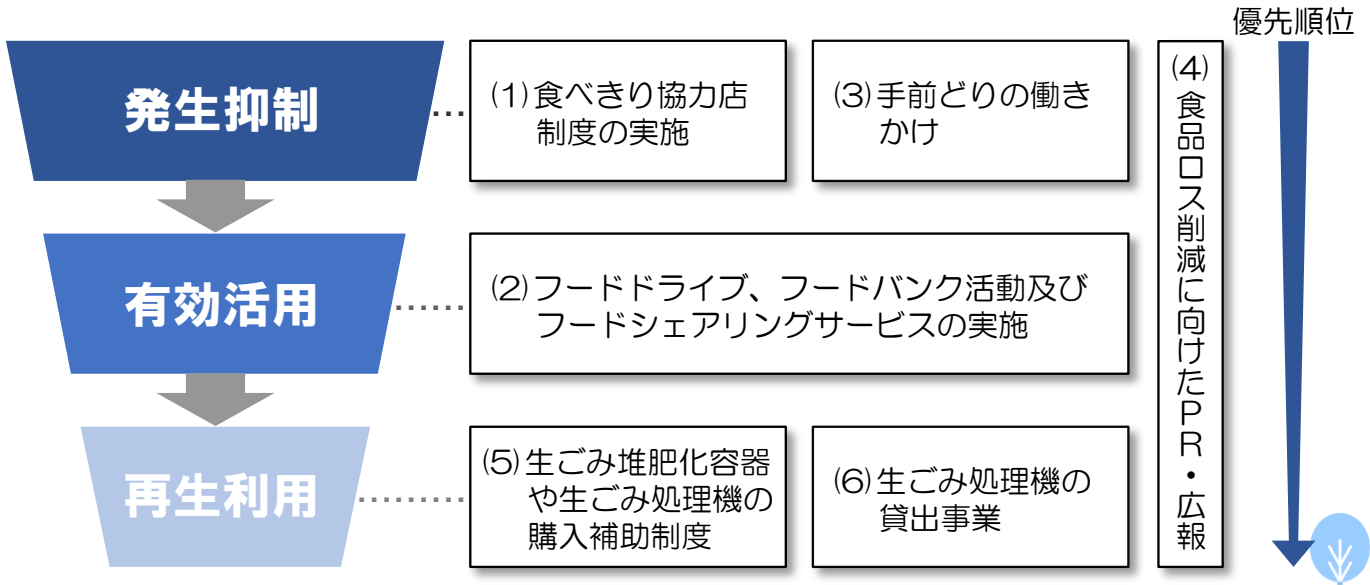 優先順位
発生抑制
(1)食べきり協力店
制度の実施
(3)手前どりの働き
かけ
(4)食品ロス削減に向けたPR・広報
有効活用
(2)フードドライブ、フードバンク活動及び
フードシェアリングサービスの実施
再生利用
(5)生ごみ堆肥化容器
や生ごみ処理機の
購入補助制度
(6)生ごみ処理機の
貸出事業